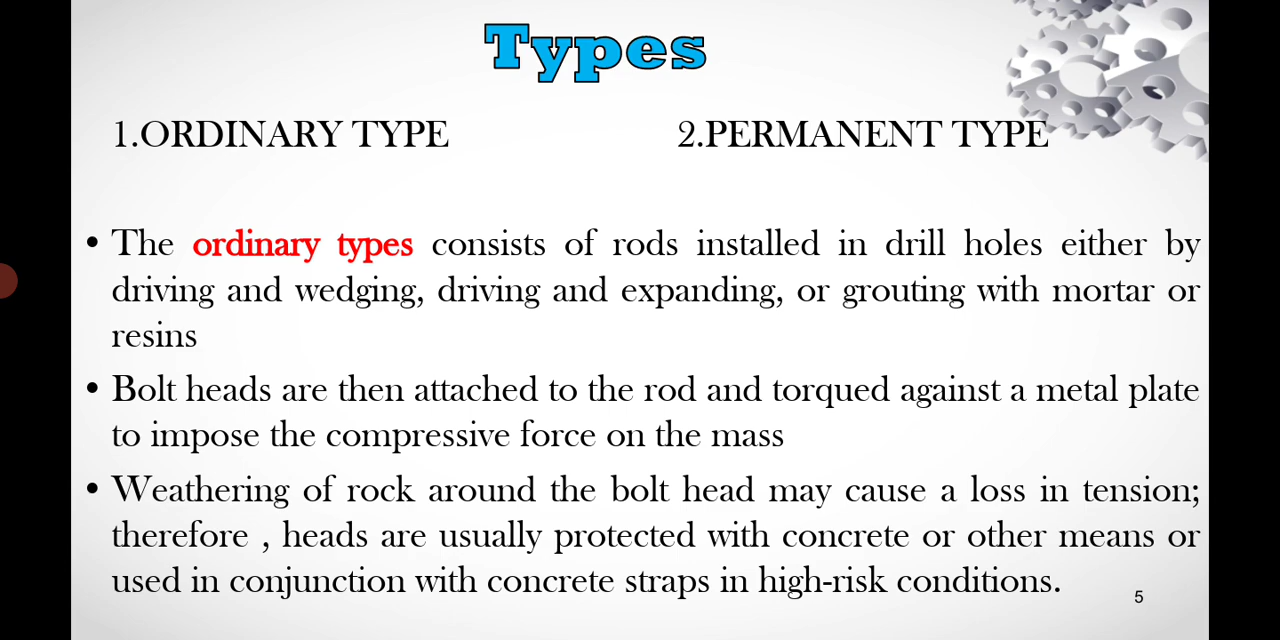 Types
1.ORDINARY TYPE 2.PERMANENT TYPE
• The ordinary types consists of rods installed in drill holes either by
driving and wedging, driving and expanding, or grouting with mortar or
resins
• Bolt heads are then attached to the rod and torqued against a metal plate
to impose the compressive force on the mass
• Weathering of rock around the bolt head may cause a loss in tension;
therefore , heads are usually protected with concrete or other means or
used in conjunction with concrete straps in high-risk conditions.
5